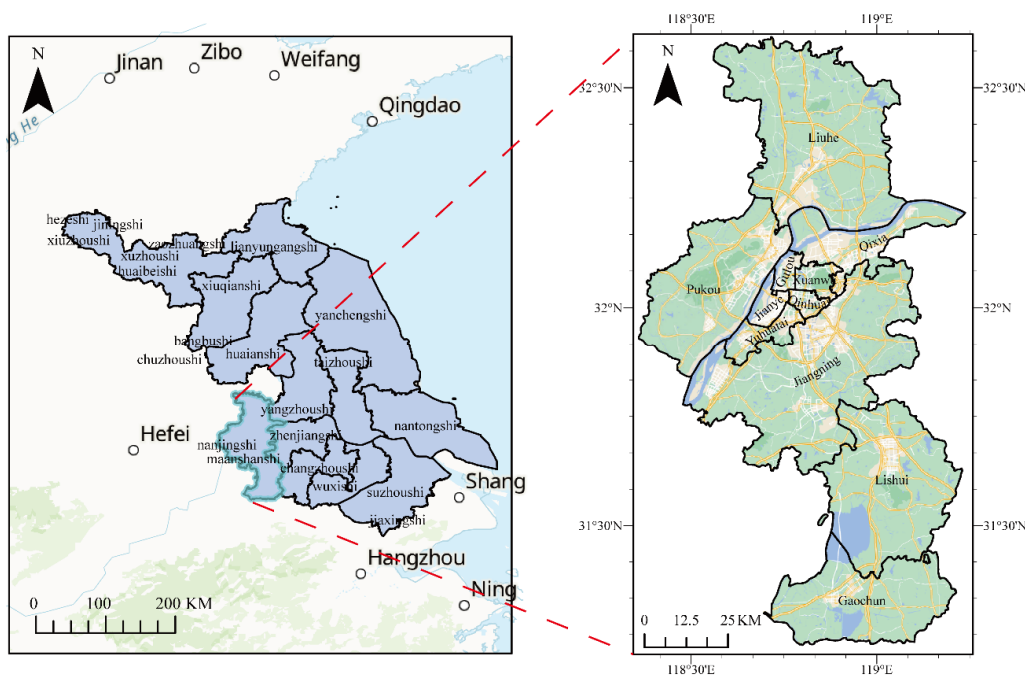 N
Jinan
Zibo
Weifang
Qingdao
g He
hezeshi
jiningshi
xiuzhoushi
zaozhuangshi
lianyungangshi
xuzhoushi
huaibeishi
xiuqianshi
yanchengshi
bangbushi
chuzhoushi
huaianshi
taizhoushi
yangzhoushi
nantongshi
Hefei
nanjingshi
zhenjiangshi
maanshanshi
changzhoushi
wuxishi
suzhoushi
Shang
jiaxingshi
Hangzhou
Ning
0 100 200 KM
118°30'E 119°E
N
32°30'N 32°30'N
Liuhe
Qixia
Gulou
Xuanwu
Pukou
32°N 32°N
Jianye
Qinhuai
Yuhuatai
Jiangning
Lishui
31°30'N 31°30'N
Gaochun
0 12.5 25 KM
118°30'E 119°E